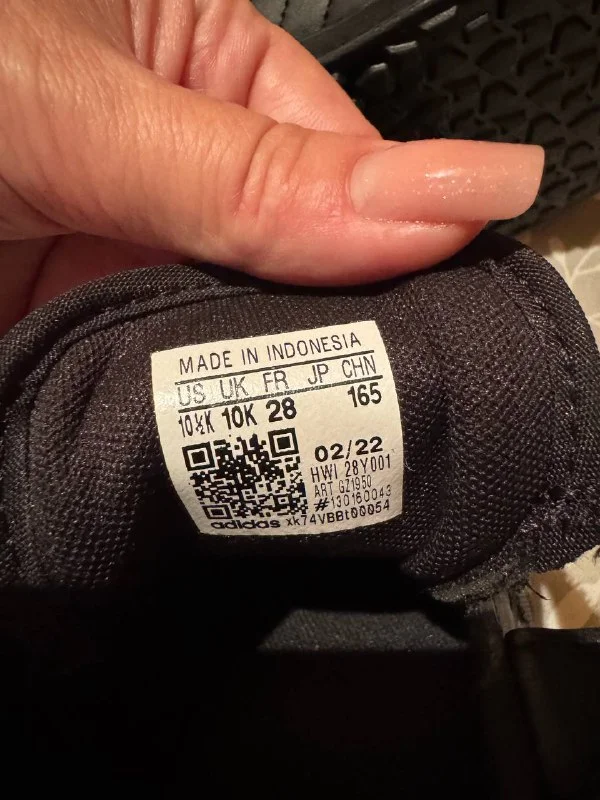 MADE IN INDONESIA
US UK FR JP CHN
10½K 10K 28 165
02/22
HWI 28Y001
ART GZ1950
#130160043
adidas xk74VBBt00054